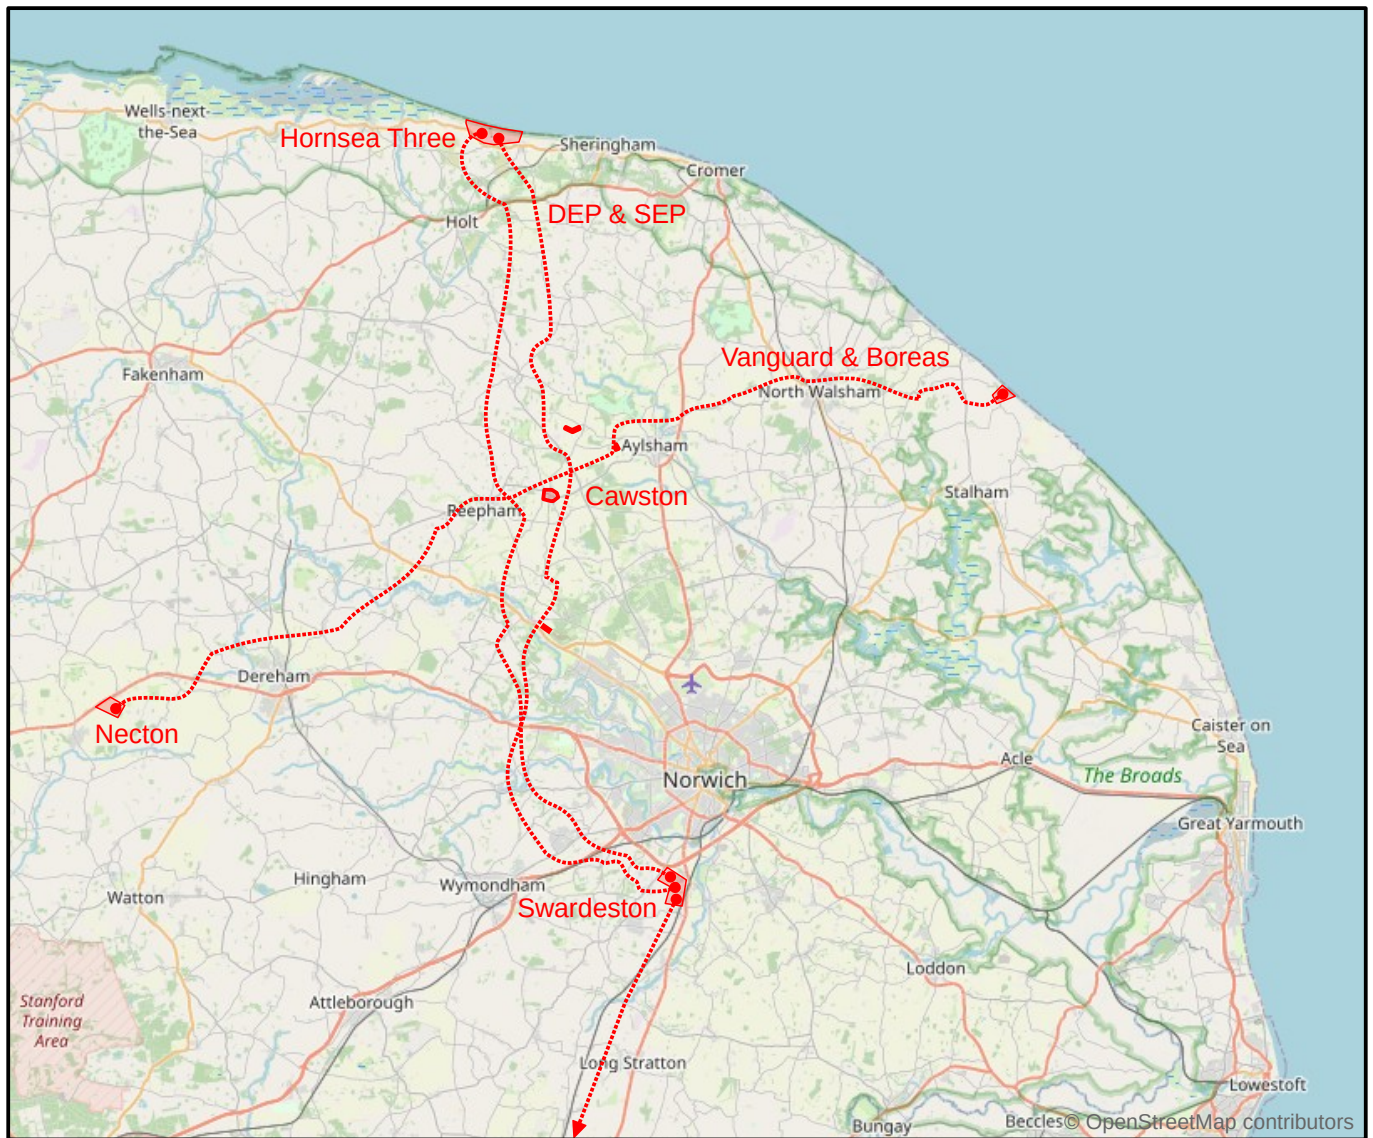 Wells-next-
the-Sea
Hornsea Three
Sheringham
Cromer
DEP & SEP
Holt
Vanguard & Boreas
Fakenham
North Walsham
Aylsham
Stalham
Cawston
Reepham
Dereham
Necton
Caister on
Sea
Acle
The Broads
Norwich
Great Yarmouth
Hingham
Wymondham
Watton
Swardeston
Loddon
Attleborough
Stanford
Training
Area
Long Stratton
Lowestoft
Bungay
Beccles
© OpenStreetMap contributors